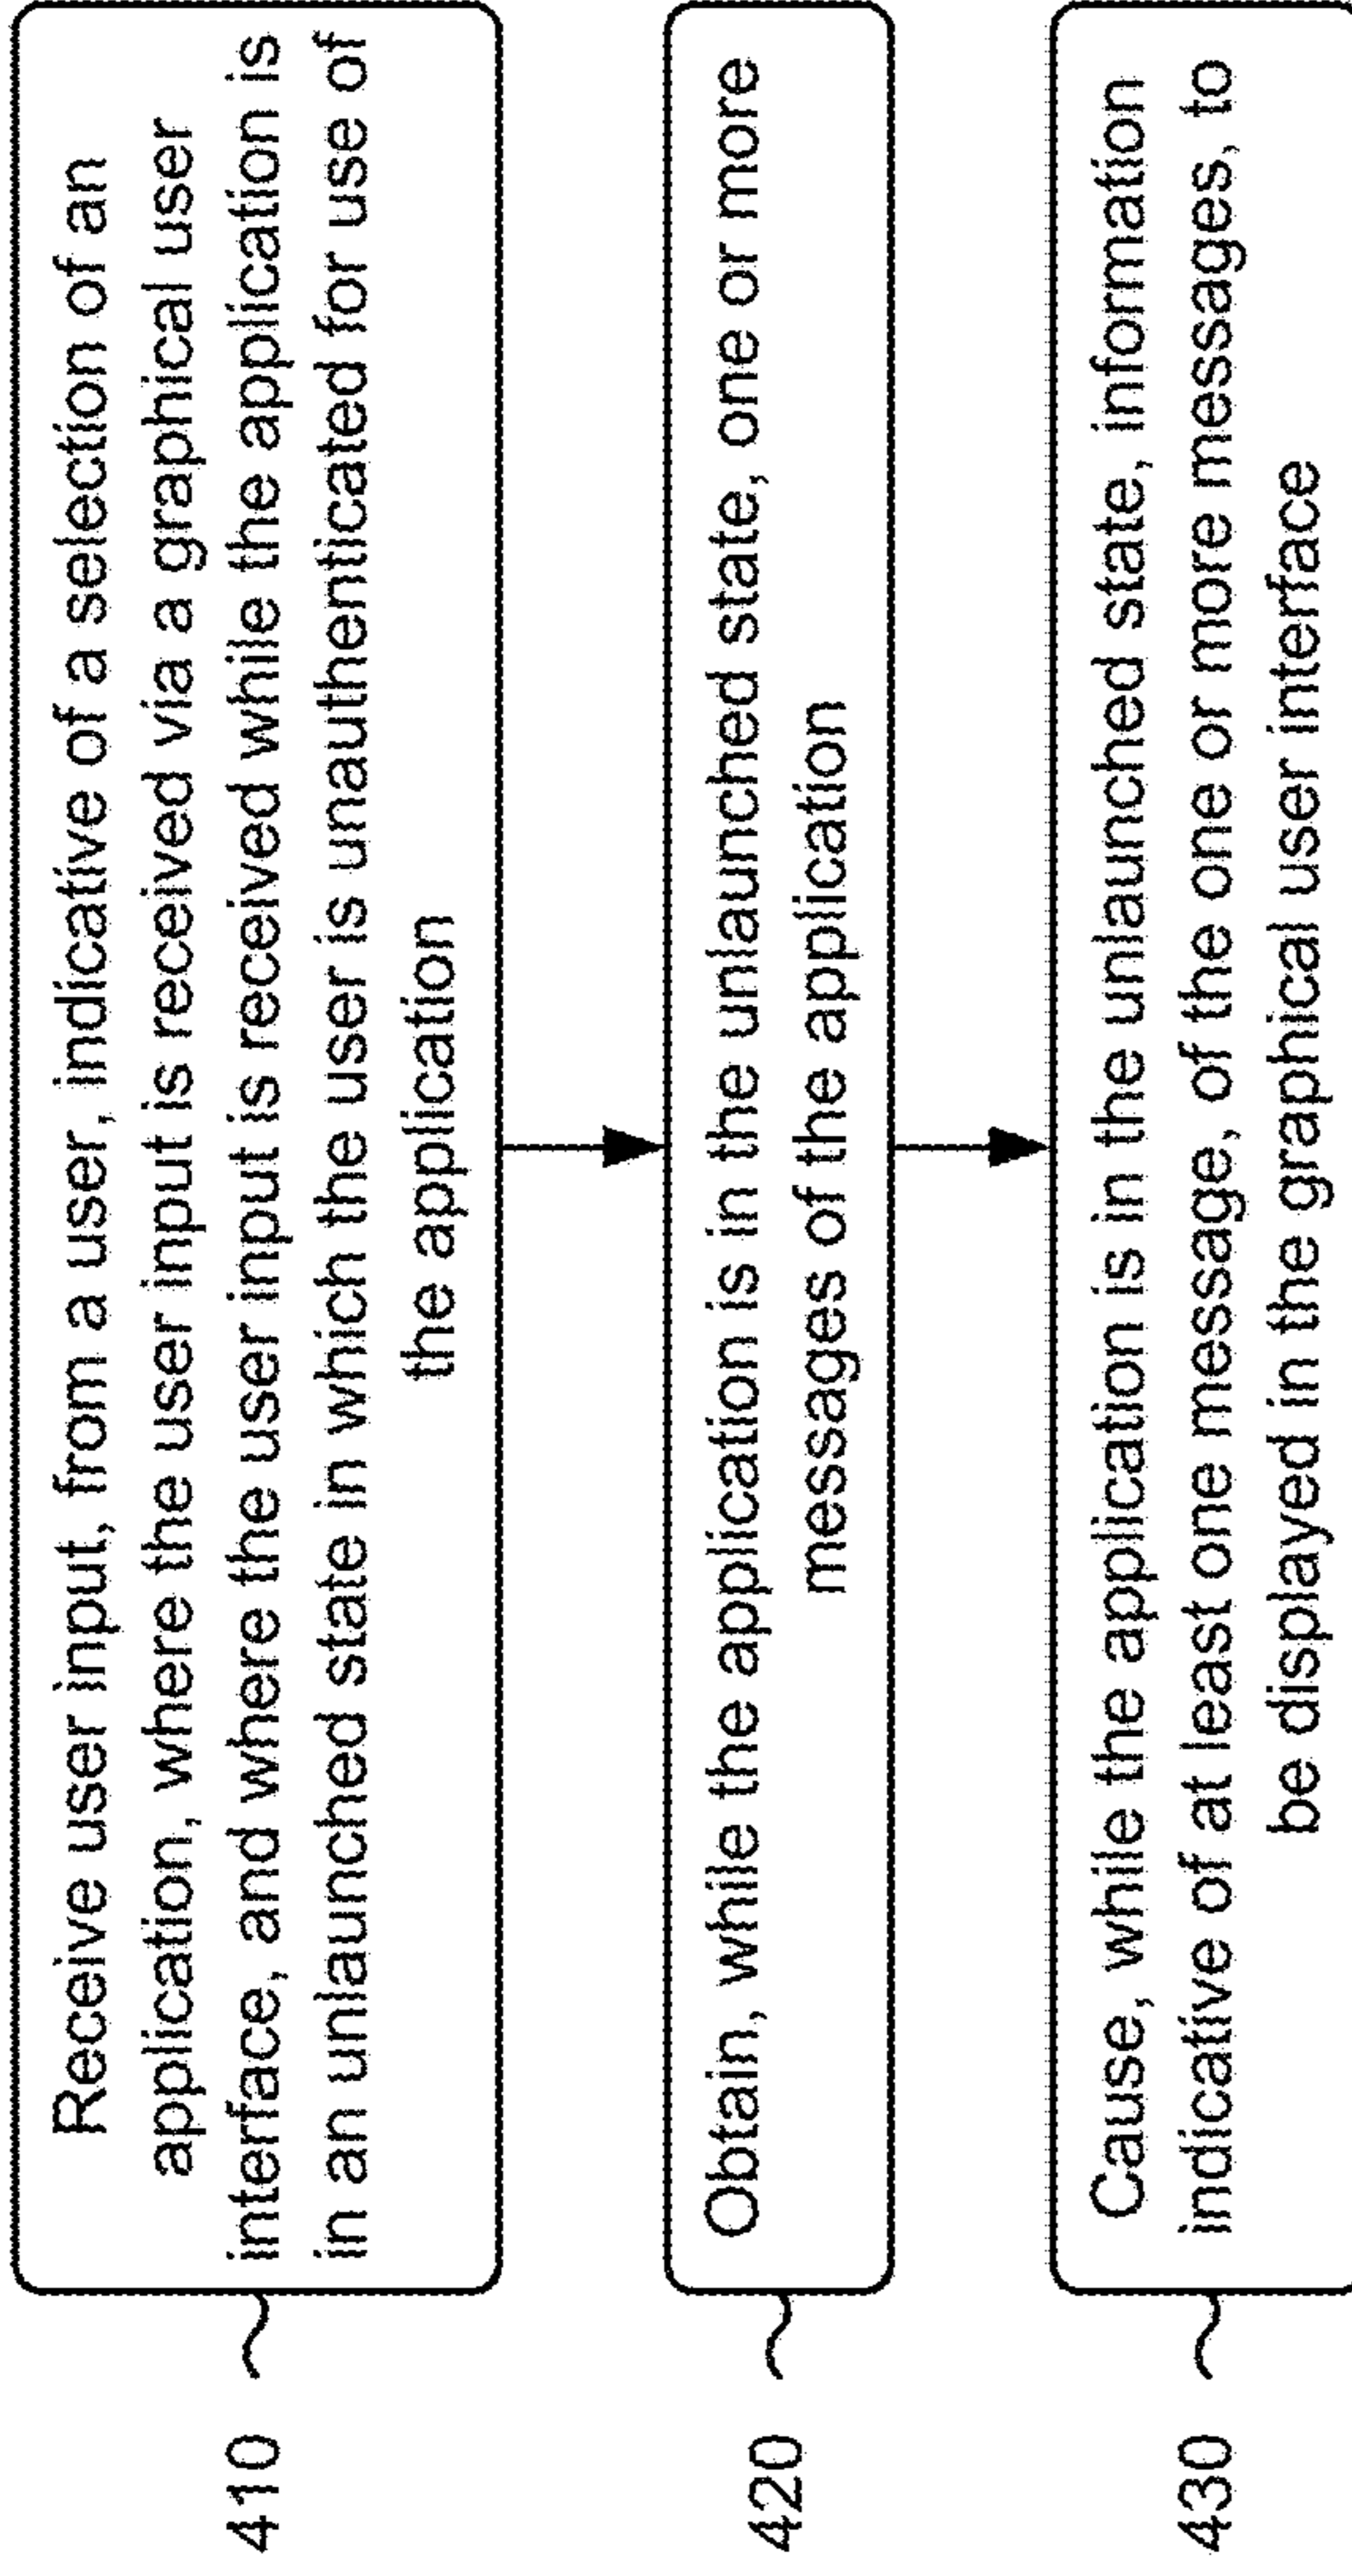 410
Receive user input, from a user, indicative of a selection of an
application, where the user input is received via a graphical user
interface, and where the user input is received while the application is
in an unlaunched state in which the user is unauthenticated for use of
the application
420
Obtain, while the application is in the unlaunched state, one or more
messages of the application
430
Cause, while the application is in the unlaunched state, information
indicative of at least one message, of the one or more messages, to
be displayed in the graphical user interface